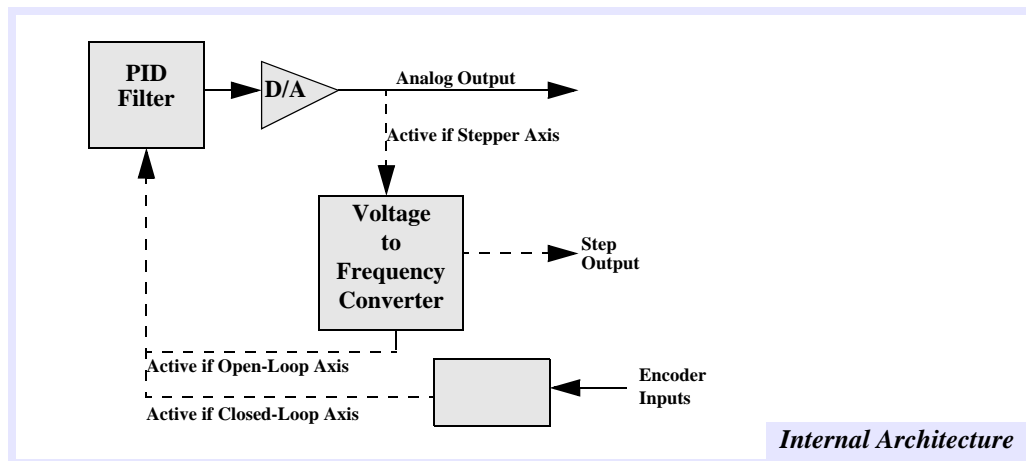 PID
Filter
D/A
Analog Output
Active if Stepper Axis
Voltage
to
Frequency
Converter
Step
Output
Active if Open-Loop Axis
Encoder
Inputs
Active if Closed-Loop Axis
Internal Architecture